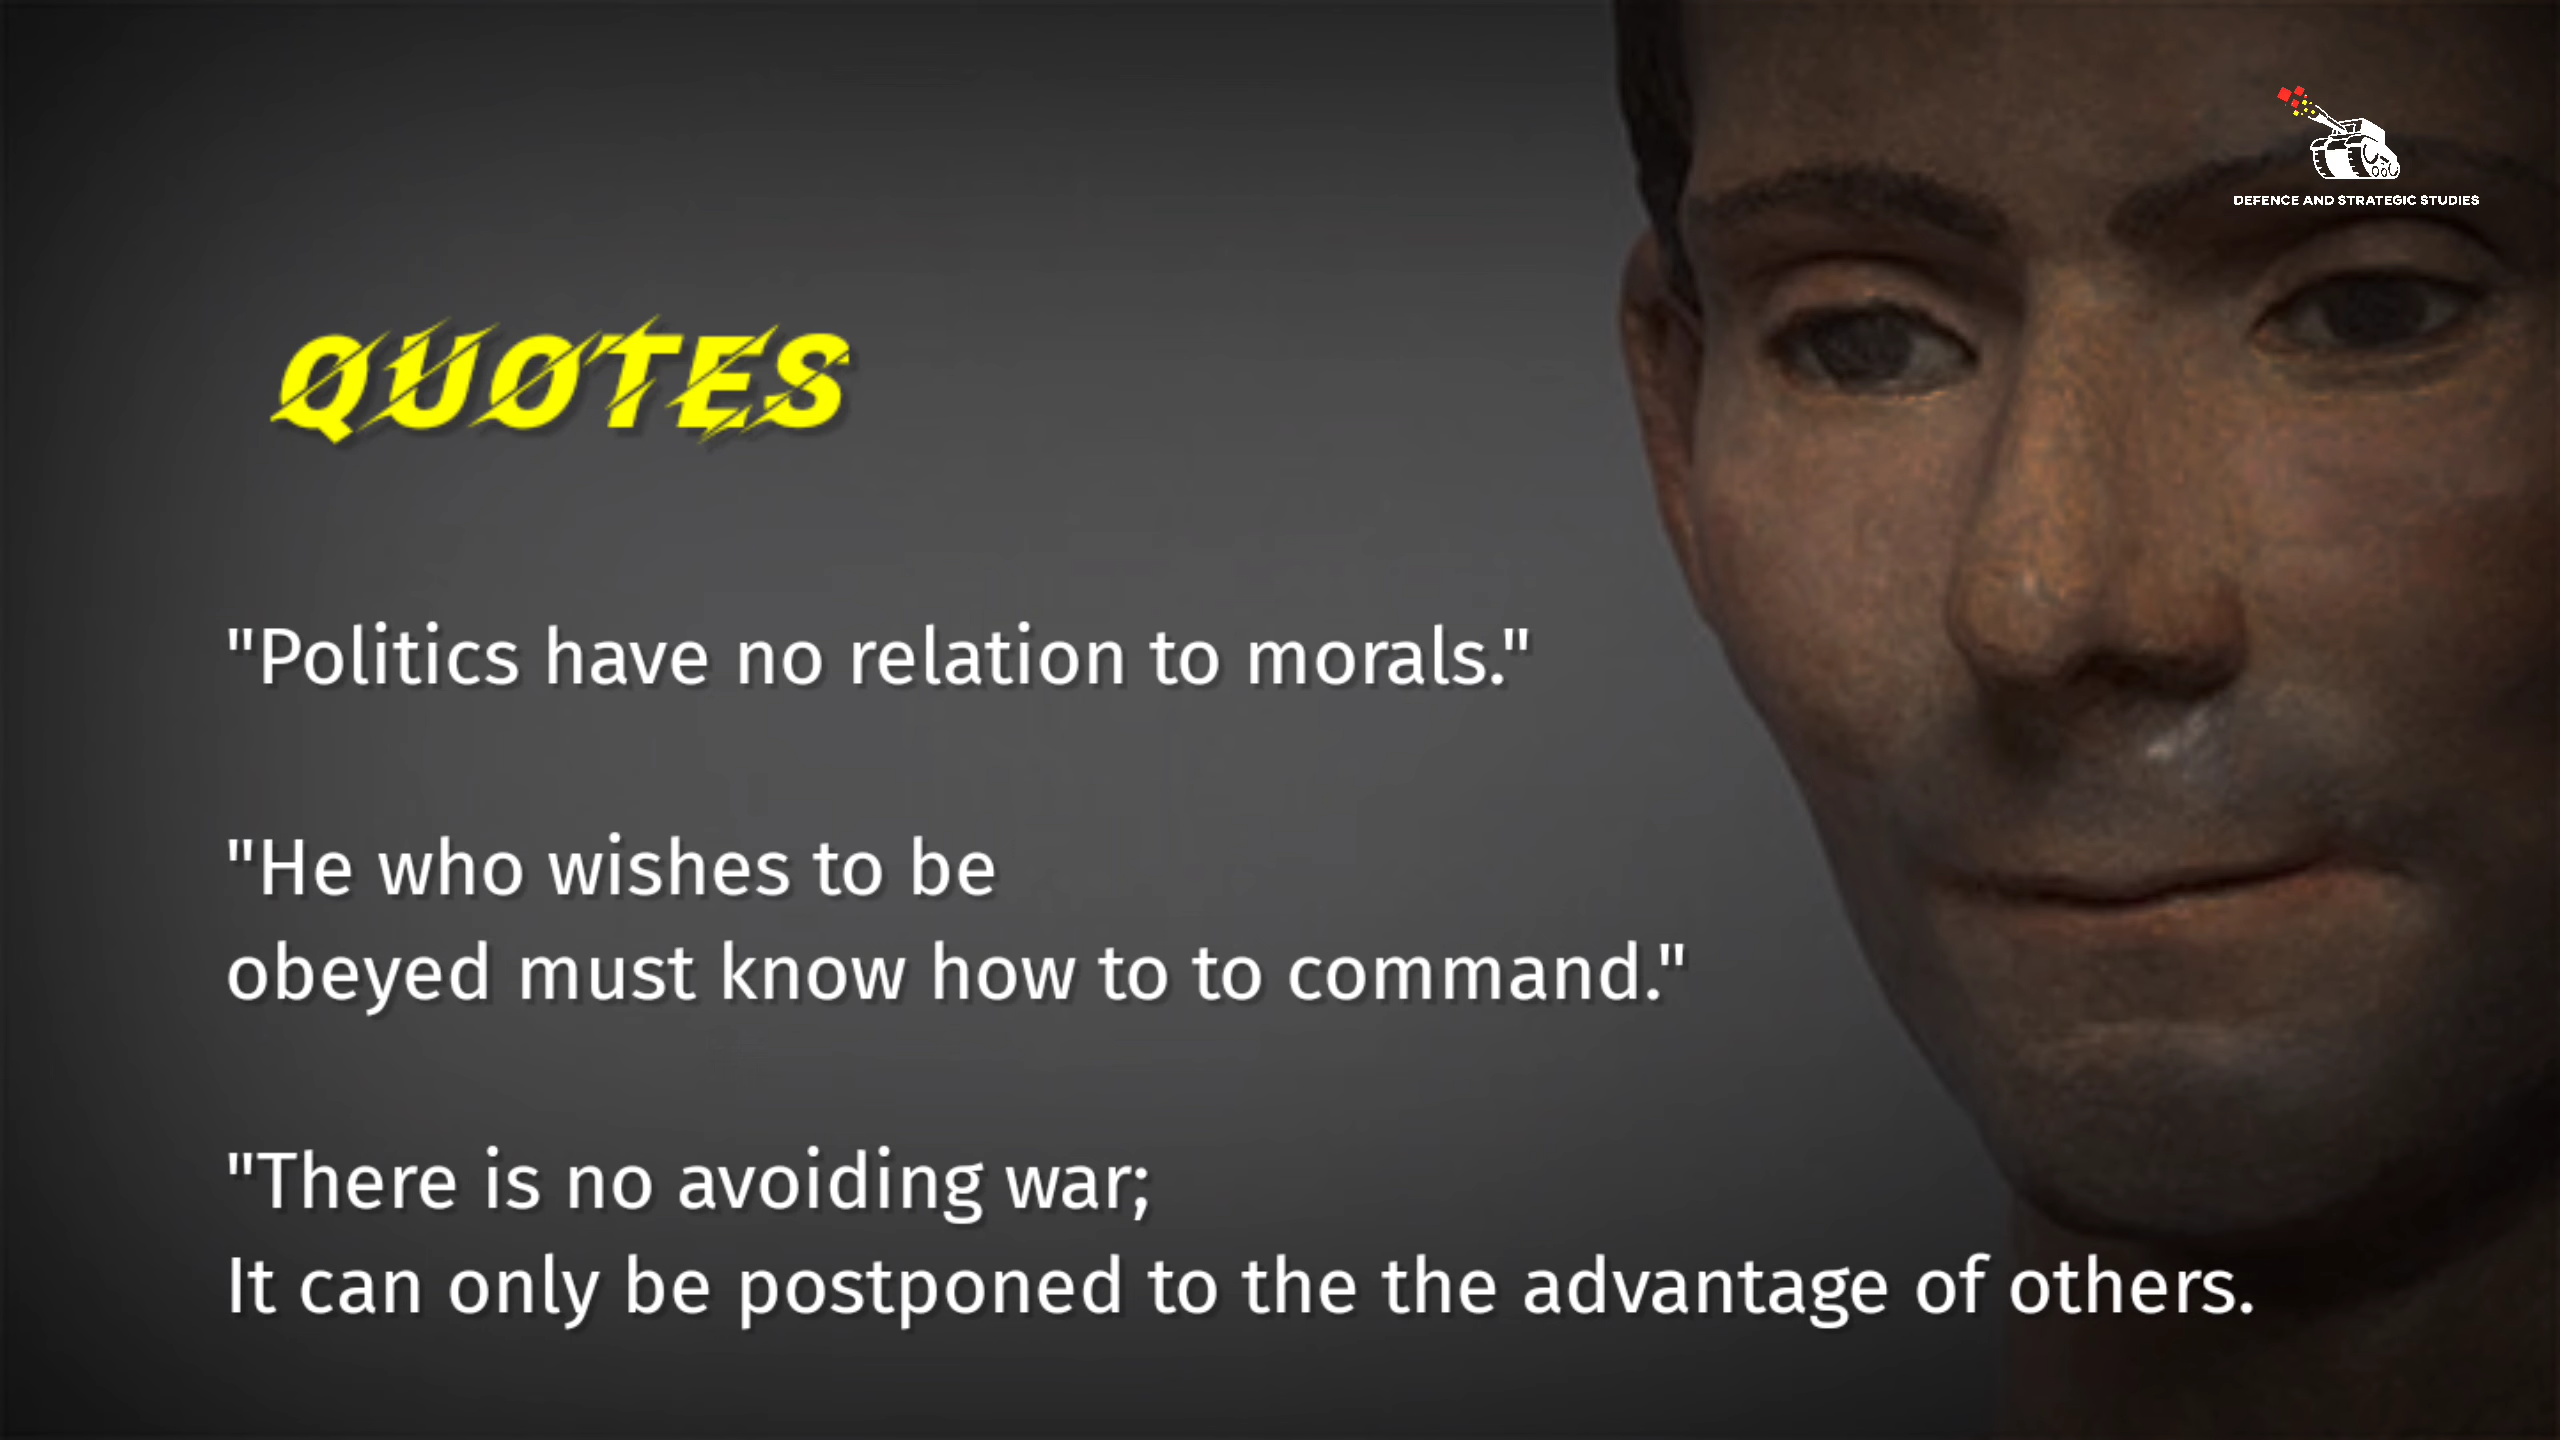 DEFENCE AND STRATEGIC STUDIES
QUOTES
"Politics have no relation to morals."
"He who wishes to be
obeyed must know how to to command."
"There is no avoiding war;
It can only be postponed to the the advantage of others.